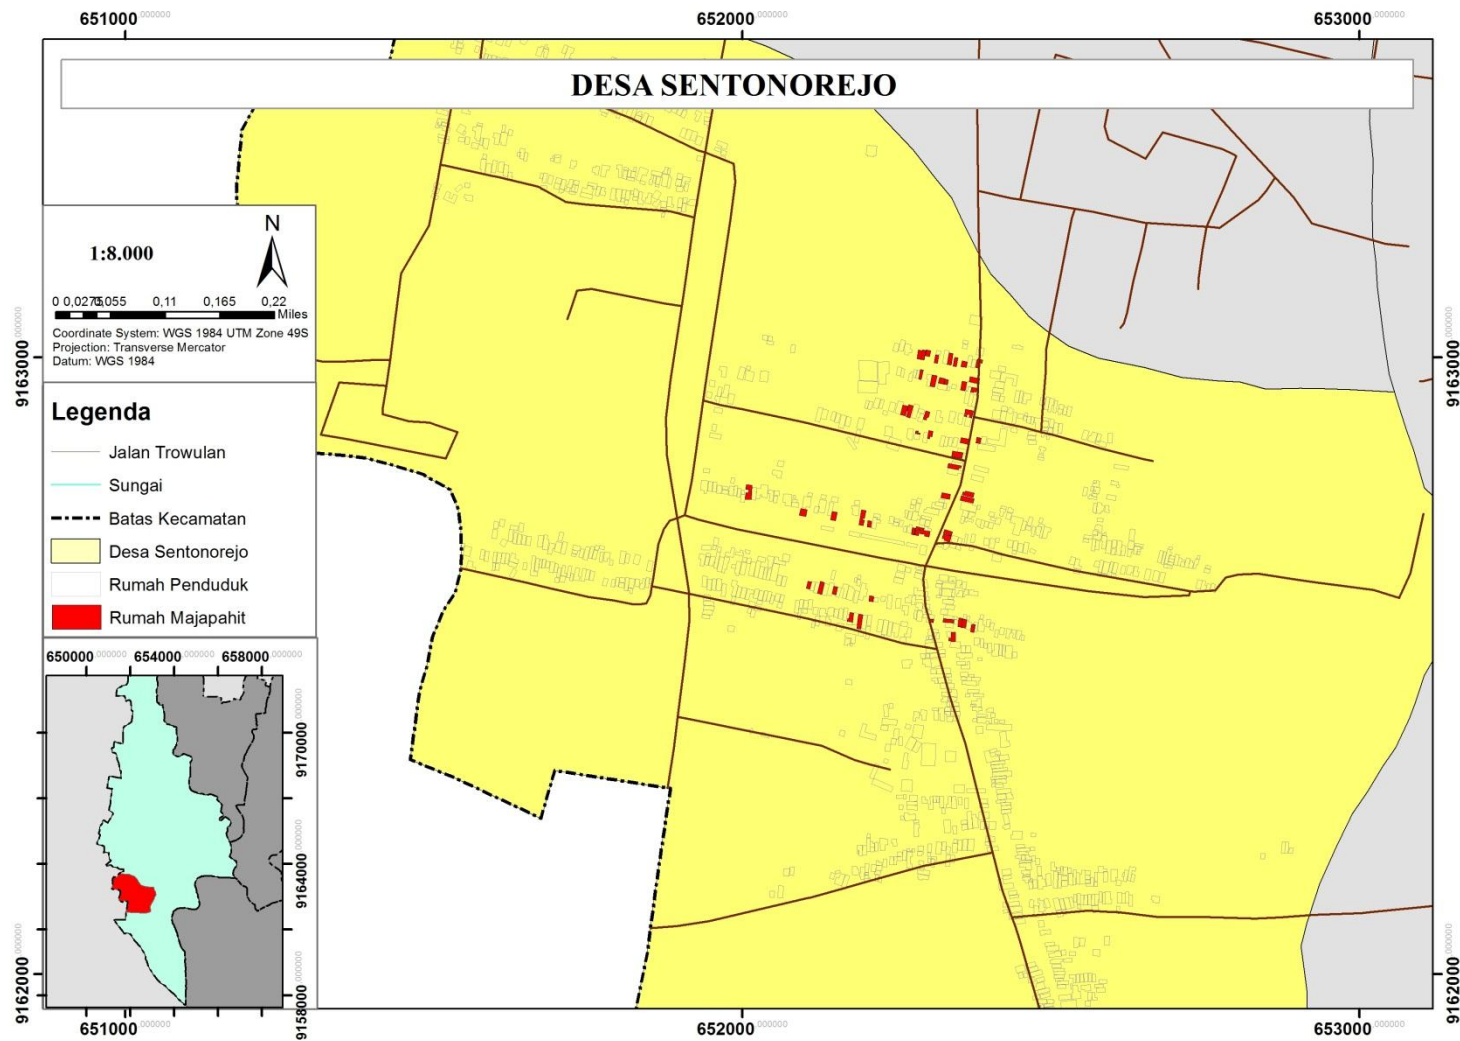 651000,000000 652000,000000 653000,000000
DESA SENTONOREJO
N
1:8.000
0 0,0275 0,055 0,11 0,165 0,22
Miles
Coordinate System: WGS 1984 UTM Zone 49S
Projection: Transverse Mercator
Datum: WGS 1984
9163000,000000
9163000,000000
Legenda
Jalan Trowulan
Sungai
Batas Kecamatan
Desa Sentonorejo
Rumah Penduduk
Rumah Majapahit
650000,000000 654000,000000 658000,000000
9170000,000000
9164000,000000
9158000,000000
9162000,000000
9162000,000000
651000,000000 652000,000000 653000,000000